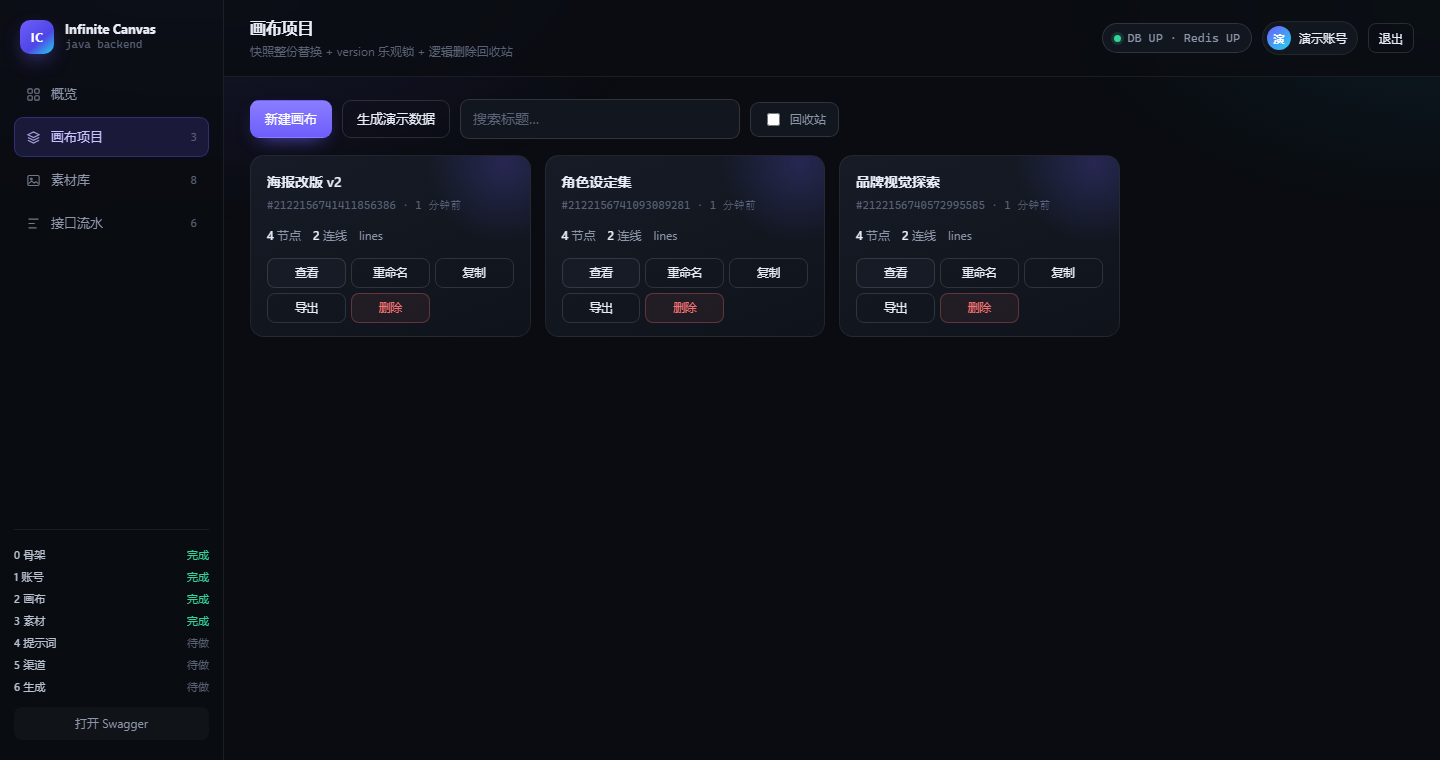 IC
Infinite Canvas
java backend
概览
画布项目 3
素材库 8
接口流水 6
0 骨架 完成
1 账号 完成
2 画布 完成
3 素材 完成
4 提示词 待做
5 渠道 待做
6 生成 待做
打开 Swagger
画布项目
快照整份替换 + version 乐观锁 + 逻辑删除回收站
DB UP · Redis UP
演 演示账号
退出
新建画布
生成演示数据
搜索标题...
回收站
海报改版 v2
#2122156741411856386 · 1 分钟前
4 节点 2 连线 lines
查看 重命名 复制
导出 删除
角色设定集
#2122156741093089281 · 1 分钟前
4 节点 2 连线 lines
查看 重命名 复制
导出 删除
品牌视觉探索
#2122156740572995585 · 1 分钟前
4 节点 2 连线 lines
查看 重命名 复制
导出 删除